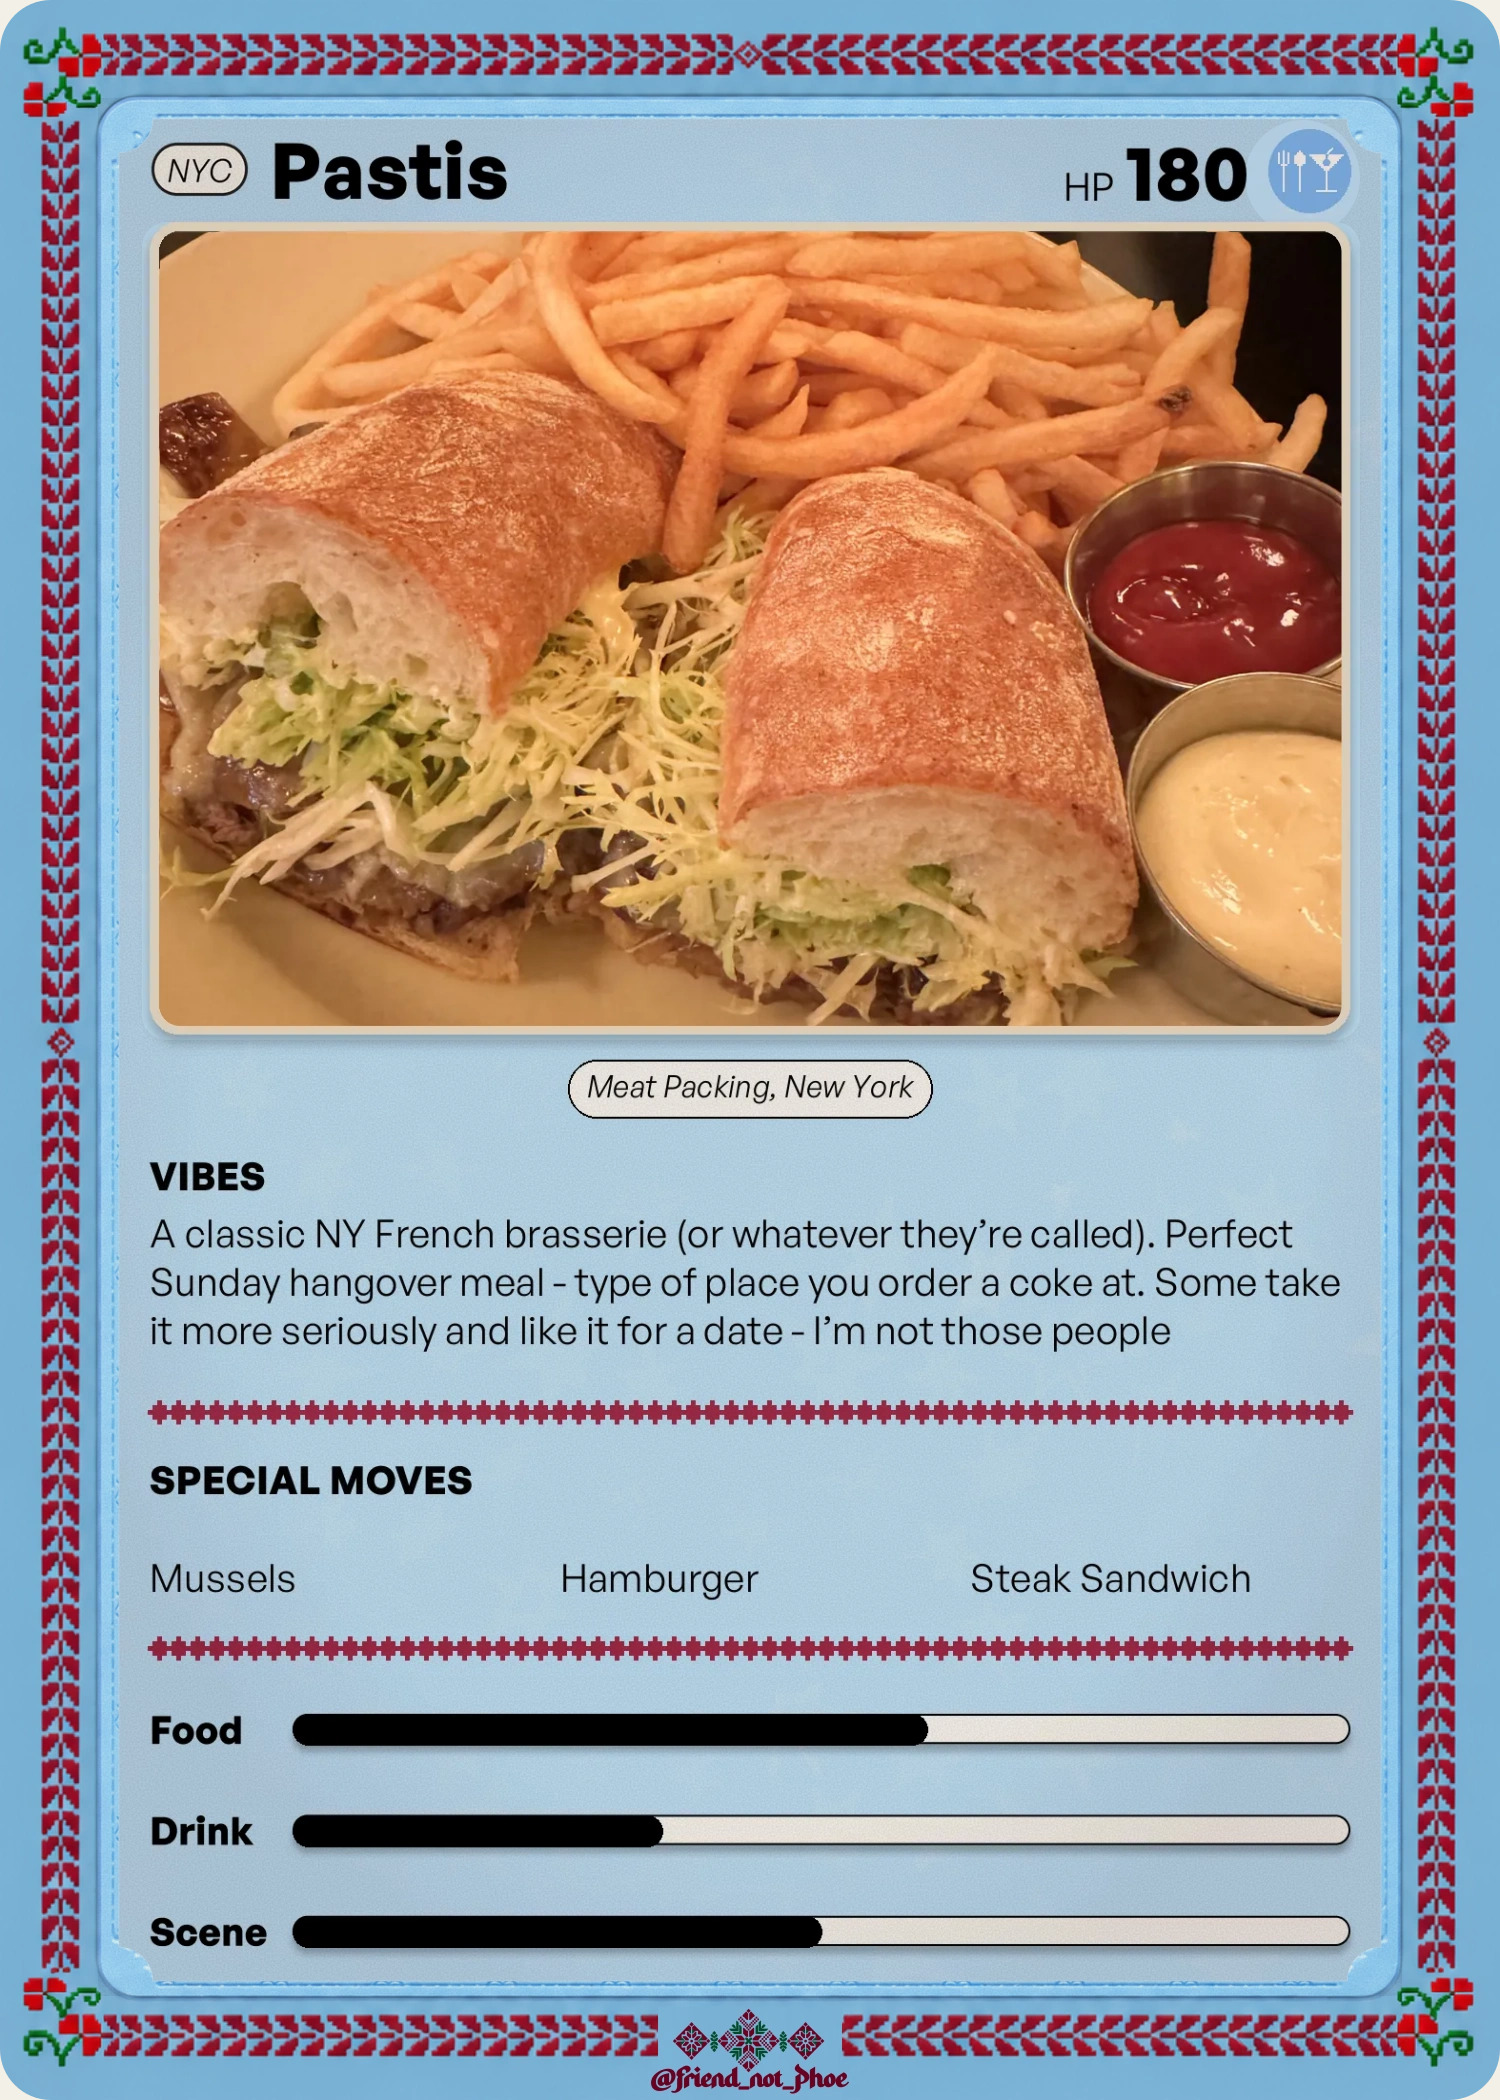 NYC Pastis HP 180
Meat Packing, New York
VIBES
A classic NY French brasserie (or whatever they’re called). Perfect
Sunday hangover meal - type of place you order a coke at. Some take
it more seriously and like it for a date - I’m not those people
SPECIAL MOVES
Mussels Hamburger Steak Sandwich
Food
Drink
Scene
@friend_not_Phoe